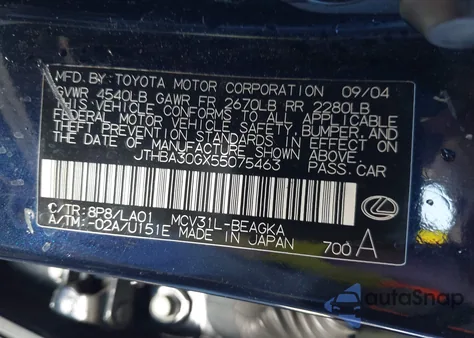 MFD. BY: TOYOTA MOTOR CORPORATION 09/04
GVWR 4540LB GAWR FR 2670LB RR 2280LB
THIS VEHICLE CONFORMS TO ALL APPLICABLE
FEDERAL MOTOR VEHICLE SAFETY, BUMPER, AND
THEFT PREVENTION STANDARDS IN EFFECT ON
THE DATE OF MANUFACTURE SHOWN ABOVE.
JTHBA30GX55075463 PASS.CAR
C/TR: 8P8/LA01 MCV31L-BEAGKA
A/TM: -02A/U151E MADE IN JAPAN
700 A
autoSnap